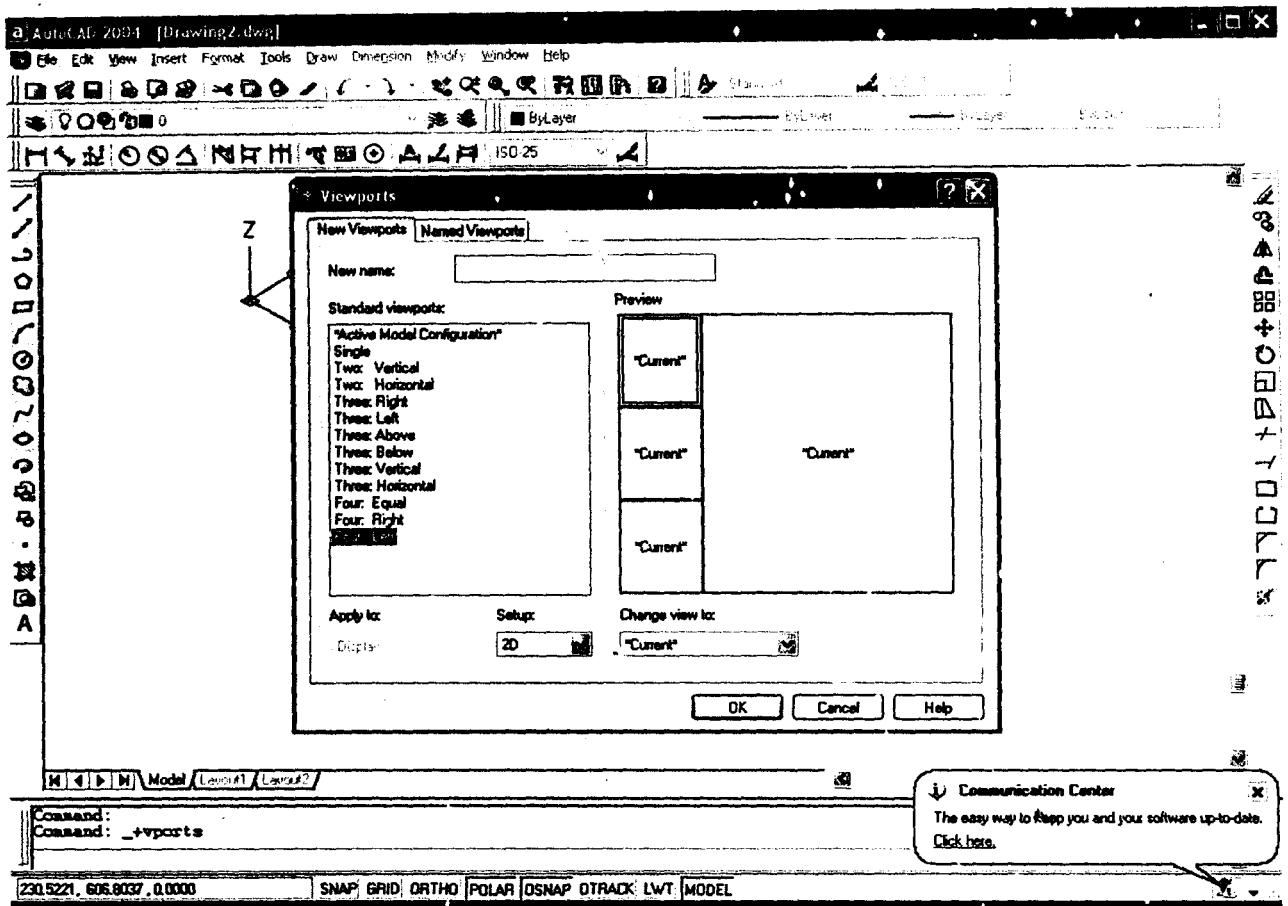 AutoCAD 2004 [Drawing2.dwg]
File Edit View Insert Format Tools Draw Dimension Modify Window Help
0
ByLayer
ByLayer
ISO-25
Viewports
New Viewports Named Viewports
Z
New name:
Standard viewports:
Preview
*Active Model Configuration*
Single
Two: Vertical
Two: Horizontal
Three: Right
Three: Left
Three: Above
Three: Below
Three: Vertical
Three: Horizontal
Four: Equal
Four: Right
*Current*
*Current*
*Current*
*Current*
Apply to:
Setup:
Change view to:
Display
2D
*Current*
OK Cancel Help
A
Model Layout1 Layout2
Communication Center
The easy way to keep you and your software up-to-date.
Click here.
Command:
Command: _+vports
230.5221, 606.8037, 0.0000
SNAP GRID ORTHO POLAR OSNAP OTRACK LWT MODEL